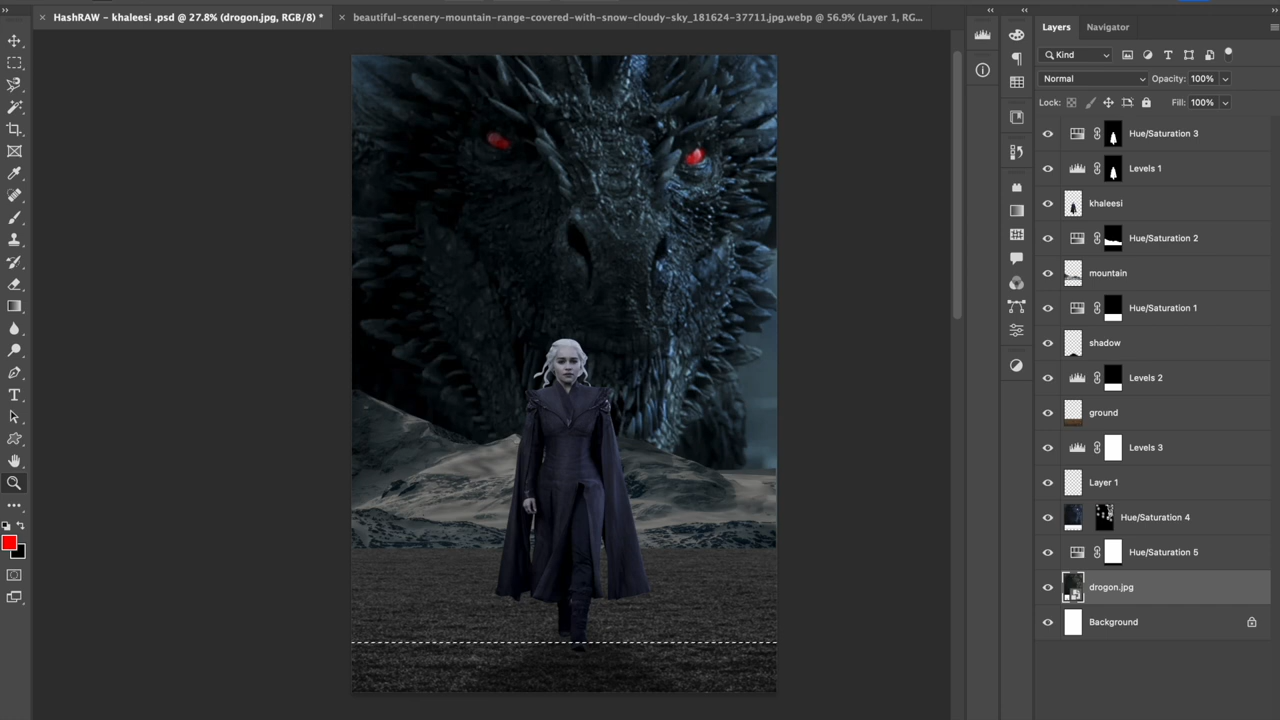 HashRAW - khaleesi .psd @ 27.8% (drogon.jpg, RGB/8) *
beautiful-scenery-mountain-range-covered-with-snow-cloudy-sky_181624-37711.jpg.webp @ 56.9% (Layer 1, RG...
Layers
Navigator
Kind
Normal
Opacity: 100%
Lock:
Fill: 100%
Hue/Saturation 3
Levels 1
khaleesi
Hue/Saturation 2
mountain
Hue/Saturation 1
shadow
Levels 2
ground
Levels 3
Layer 1
Hue/Saturation 4
Hue/Saturation 5
drogon.jpg
Background